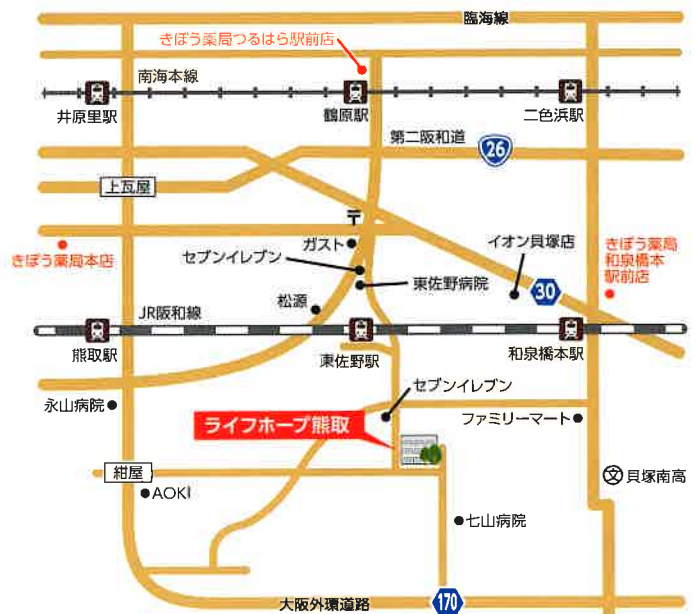 臨海線
きぼう薬局つるはら駅前店
南海本線
井原里駅
鶴原駅
二色浜駅
第二阪和道
26
上瓦屋
〒
ガスト
セブンイレブン
イオン貝塚店
きぼう薬局
和泉橋本
駅前店
きぼう薬局本店
東佐野病院
30
松源
JR阪和線
熊取駅
東佐野駅
和泉橋本駅
セブンイレブン
永山病院
ファミリーマート
ライフホープ熊取
紺屋
文 貝塚南高
AOKI
七山病院
大阪外環道路
170